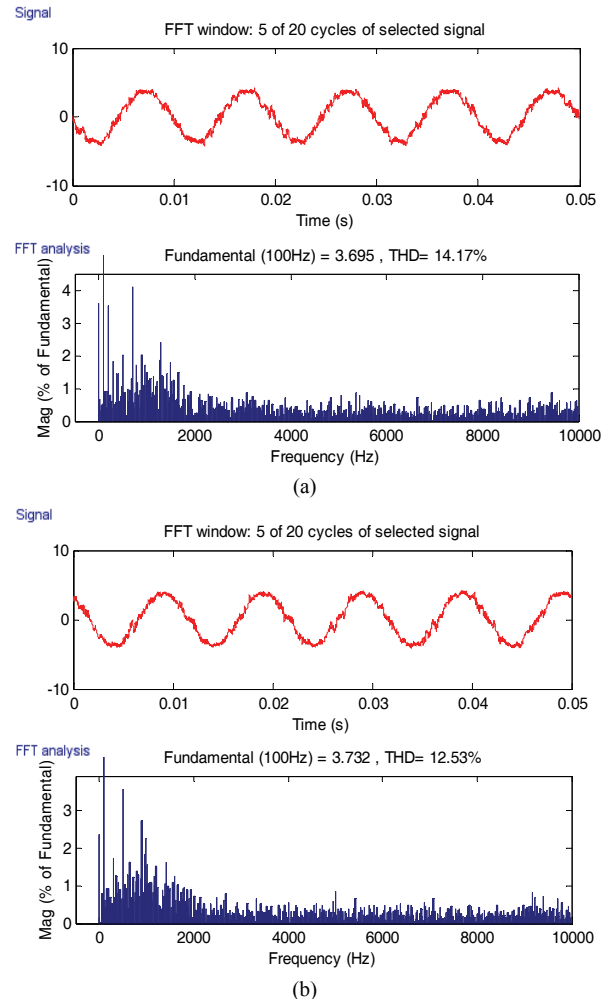 Signal
FFT window: 5 of 20 cycles of selected signal
10
0
-10
0 0.01 0.02 0.03 0.04 0.05
Time (s)
FFT analysis
Fundamental (100Hz) = 3.695 , THD= 14.17%
Mag (% of Fundamental)
4
3
2
1
0
0 2000 4000 6000 8000 10000
Frequency (Hz)
(a)
Signal
FFT window: 5 of 20 cycles of selected signal
10
0
-10
0 0.01 0.02 0.03 0.04 0.05
Time (s)
FFT analysis
Fundamental (100Hz) = 3.732 , THD= 12.53%
Mag (% of Fundamental)
3
2
1
0
0 2000 4000 6000 8000 10000
Frequency (Hz)
(b)